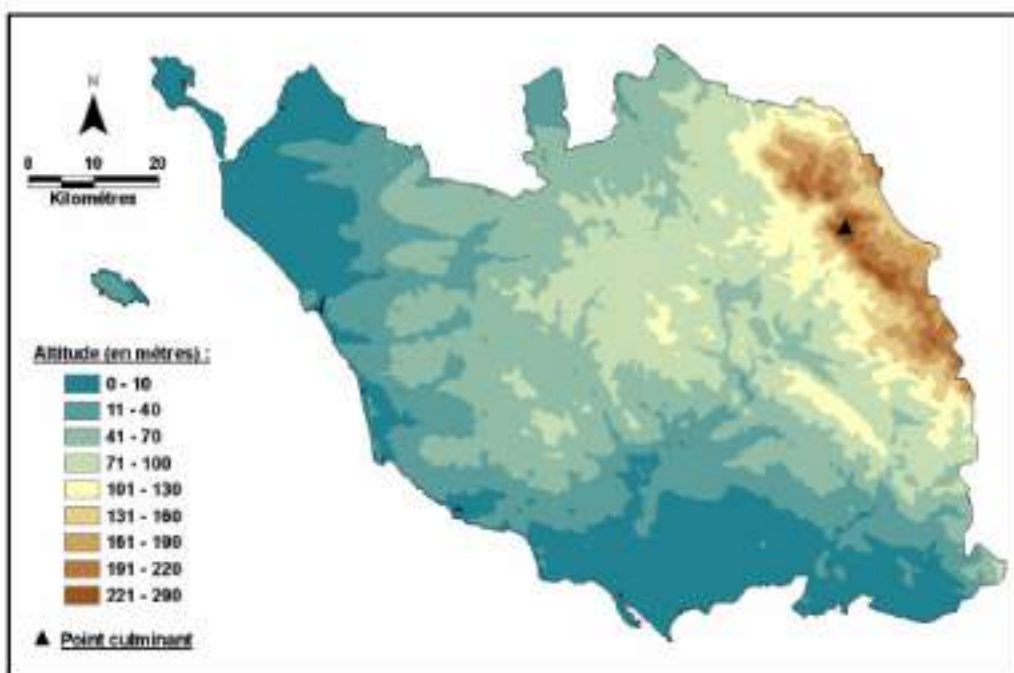 N
0 10 20
Kilométres
Altitude (en mètres) :
0 - 10
11 - 40
41 - 70
71 - 100
101 - 130
131 - 160
161 - 190
191 - 220
221 - 290
Point culminant